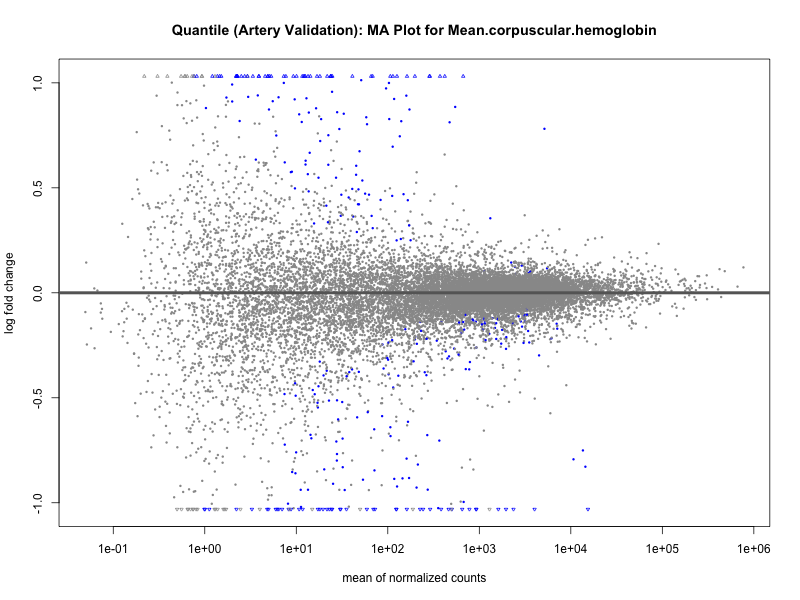 Quantile (Artery Validation): MA Plot for Mean.corpuscular.hemoglobin
1.0
0.5
0.0
-0.5
-1.0
log fold change
1e-01 1e+00 1e+01 1e+02 1e+03 1e+04 1e+05 1e+06
mean of normalized counts